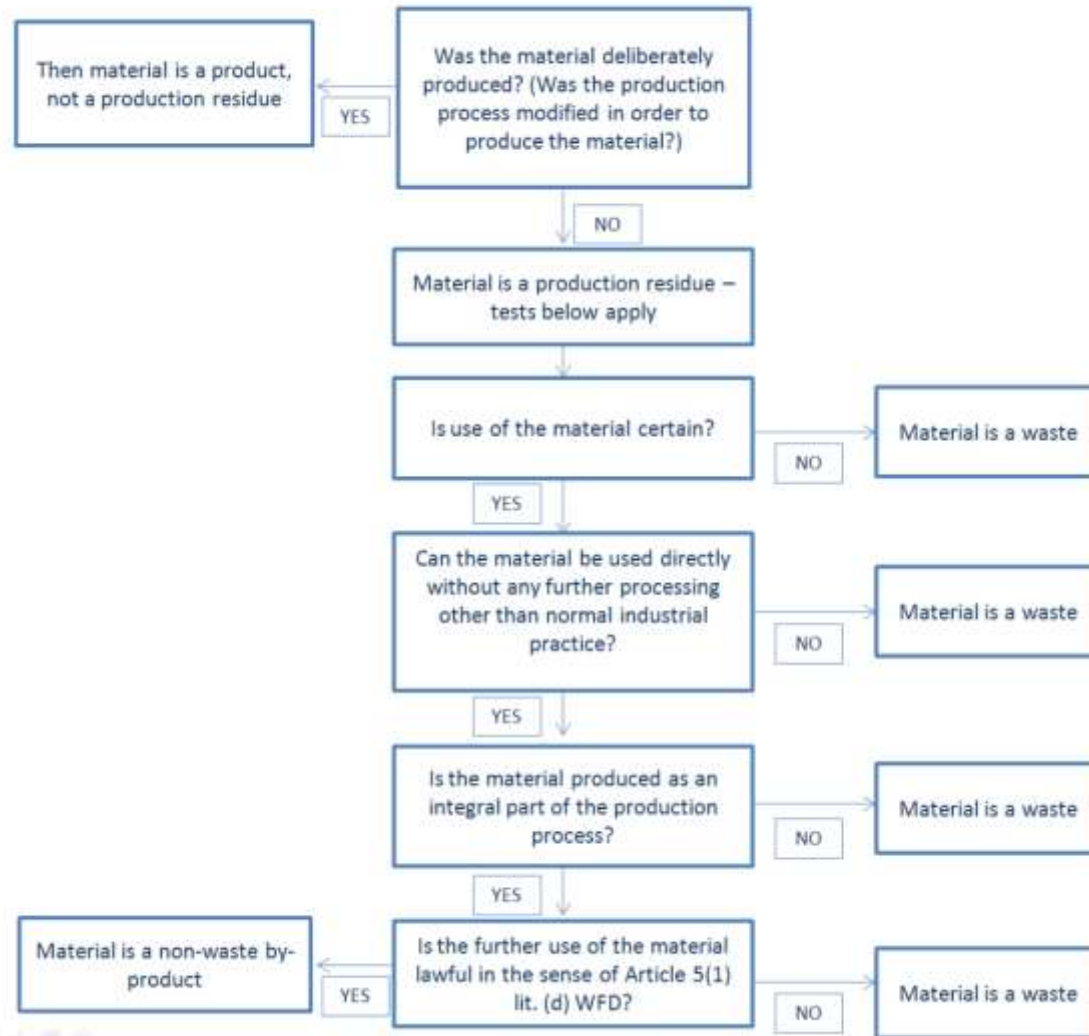 Then material is a product,
not a production residue
YES
Was the material deliberately
produced? (Was the production
process modified in order to
produce the material?)
NO
Material is a production residue –
tests below apply
Is use of the material certain?
NO
Material is a waste
YES
Can the material be used directly
without any further processing
other than normal industrial
practice?
NO
Material is a waste
YES
Is the material produced as an
integral part of the production
process?
NO
Material is a waste
YES
Is the further use of the material
lawful in the sense of Article 5(1)
lit. (d) WFD?
YES
Material is a non-waste by-
product
NO
Material is a waste